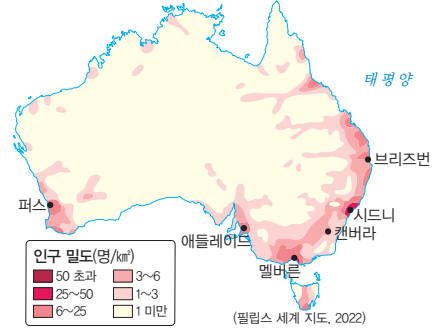 태평양
브리즈번
퍼스
시드니
캔버라
애들레이드
멜버른
인구 밀도(명/㎢)
50 초과
3~6
25~50
1~3
6~25
1 미만
(필립스 세계 지도, 2022)